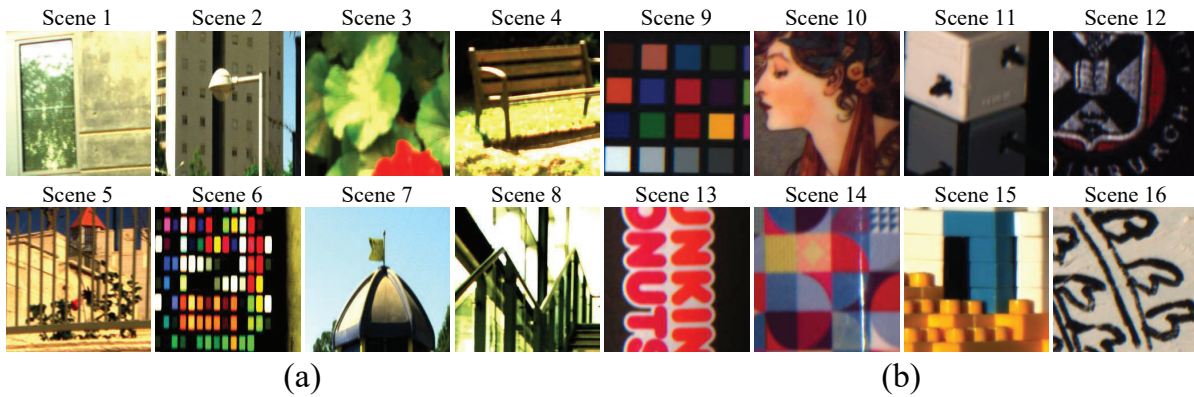 Scene 1 Scene 2 Scene 3 Scene 4 Scene 9 Scene 10 Scene 11 Scene 12
INBURGH
Scene 5 Scene 6 Scene 7 Scene 8 Scene 13 Scene 14 Scene 15 Scene 16
UNKIN
ONUTS
(a) (b)